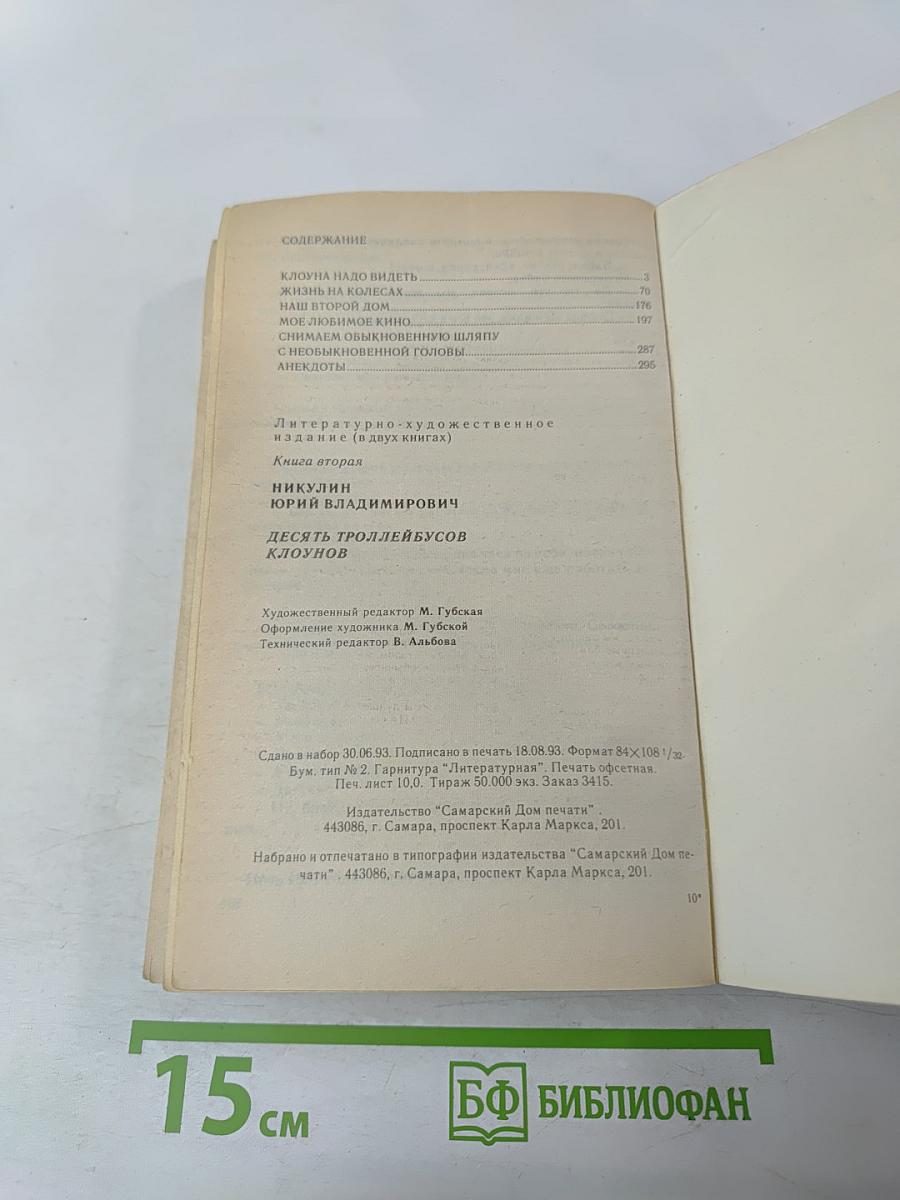 СОДЕРЖАНИЕ
КЛОУНА НАДО ВИДЕТЬ 3
ЖИЗНЬ НА КОЛЕСАХ 70
НАШ ВТОРОЙ ДОМ 176
МОЕ ЛЮБИМОЕ КИНО 197
СНИМАЕМ ОБЫКНОВЕННУЮ ШЛЯПУ
С НЕОБЫКНОВЕННОЙ ГОЛОВЫ 287
АНЕКДОТЫ 295
Литературно-художественное
издание (в двух книгах)
Книга вторая
НИКУЛИН
ЮРИЙ ВЛАДИМИРОВИЧ
ДЕСЯТЬ ТРОЛЛЕЙБУСОВ
КЛОУНОВ
Художественный редактор М. Губская
Оформление художника М. Губской
Технический редактор В. Альбова
Сдано в набор 30.06.93. Подписано в печать 18.08.93. Формат 84×108 1/32.
Бум. тип № 2. Гарнитура "Литературная". Печать офсетная.
Печ. лист 10,0. Тираж 50.000 экз. Заказ 3415.
Издательство "Самарский Дом печати" .
443086, г. Самара, проспект Карла Маркса, 201.
Набрано и отпечатано в типографии издательства "Самарский Дом пе-
чати" . 443086, г. Самара, проспект Карла Маркса, 201.
10*
15 см
БФ БИБЛИОФАН